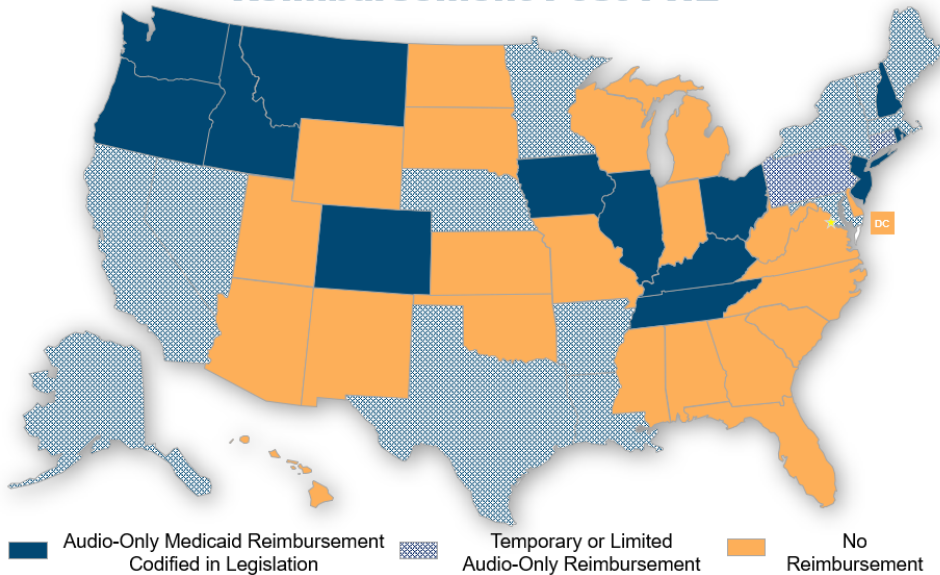 DC
Audio-Only Medicaid Reimbursement
Codified in Legislation
Temporary or Limited
Audio-Only Reimbursement
No
Reimbursement